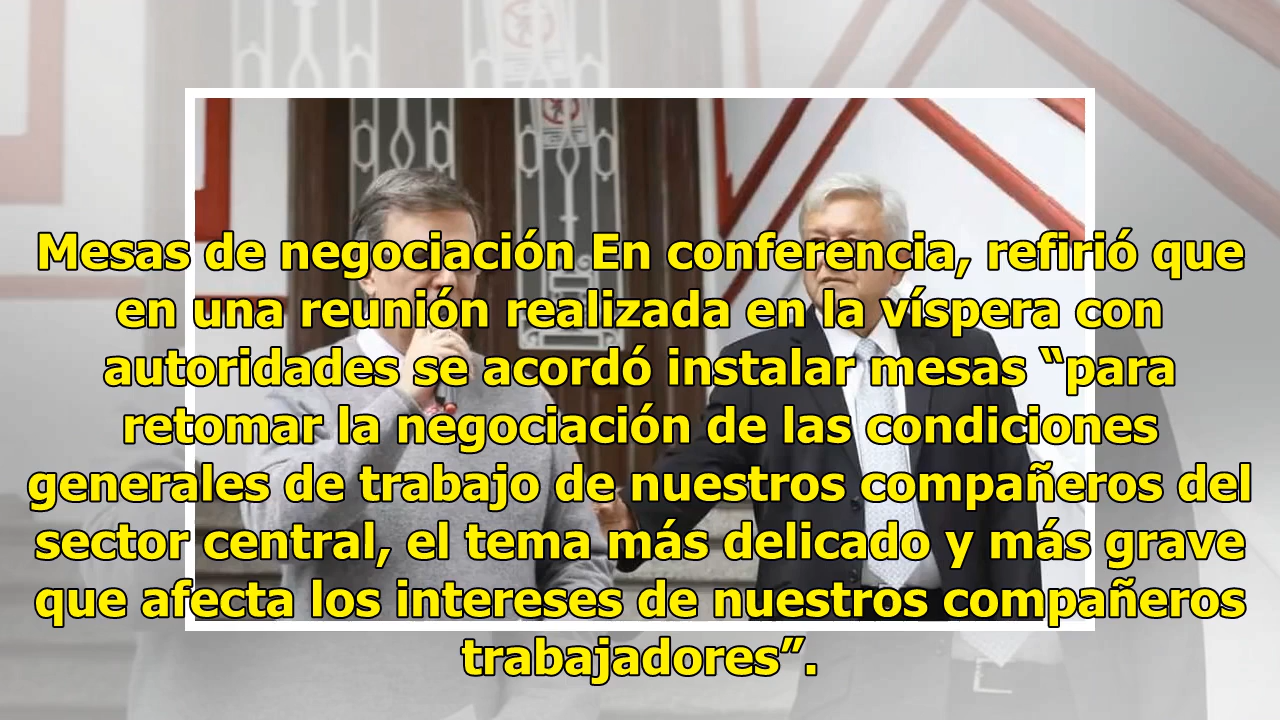 Mesas de negociación En conferencia, refirió que
en una reunión realizada en la víspera con
autoridades se acordó instalar mesas “para
retomar la negociación de las condiciones
generales de trabajo de nuestros compañeros del
sector central, el tema más delicado y más grave
que afecta los intereses de nuestros compañeros
trabajadores”.